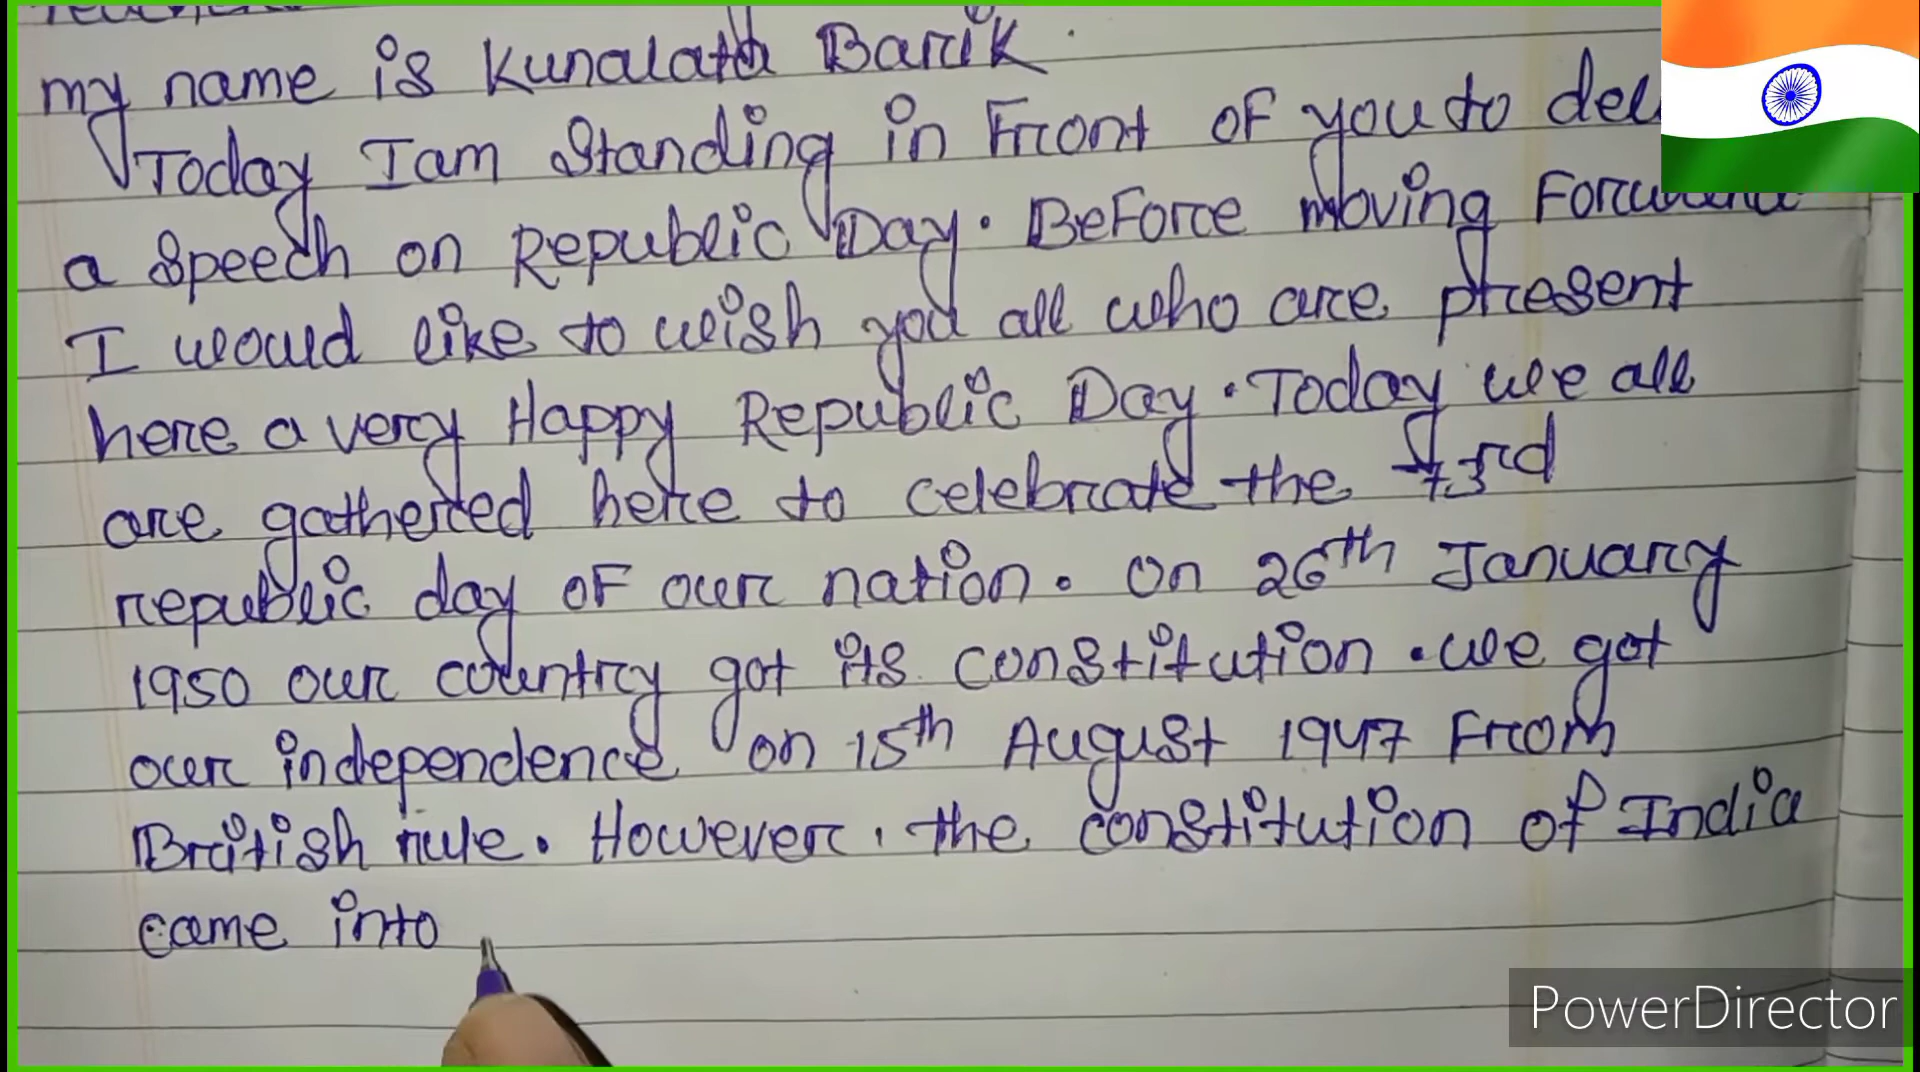 my name is Kunalata Barik.
Today I am Standing in Front of you to
a Speech on Republic Day. Before moving Forward
I would like to wish you all who are present
here a very Happy Republic Day. Today we all
are gathered here to celebrate the 73rd
republic day of our nation. On 26th January
1950 our country got its constitution. we got
our independence on 15th August 1947 From
British rule. However, the constitution of India
came into
PowerDirector